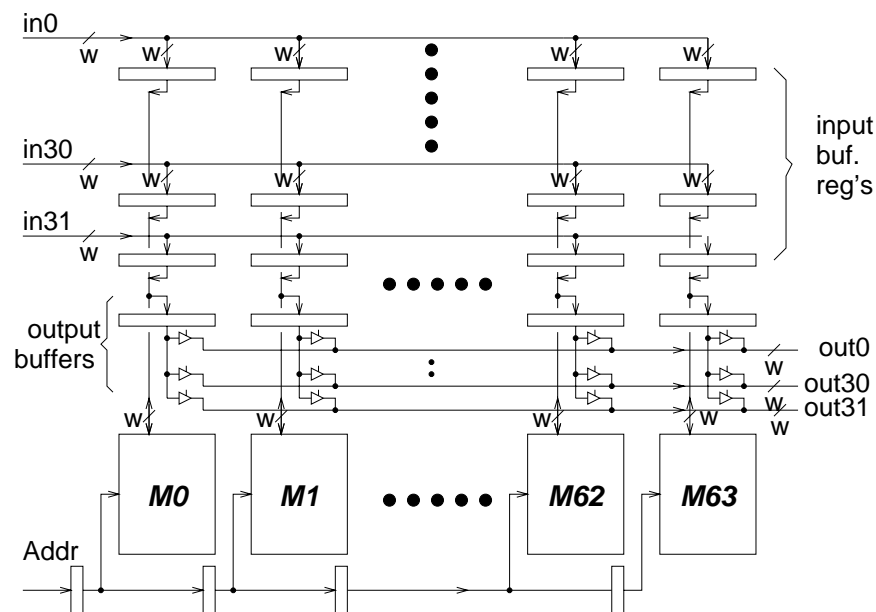 in0
w
w
w
w
w
in30
w
w
w
w
w
in31
w
input
buf.
reg's
output
buffers
out0
w
out30
w
out31
w
w
w
w
w
M0
M1
M62
M63
Addr